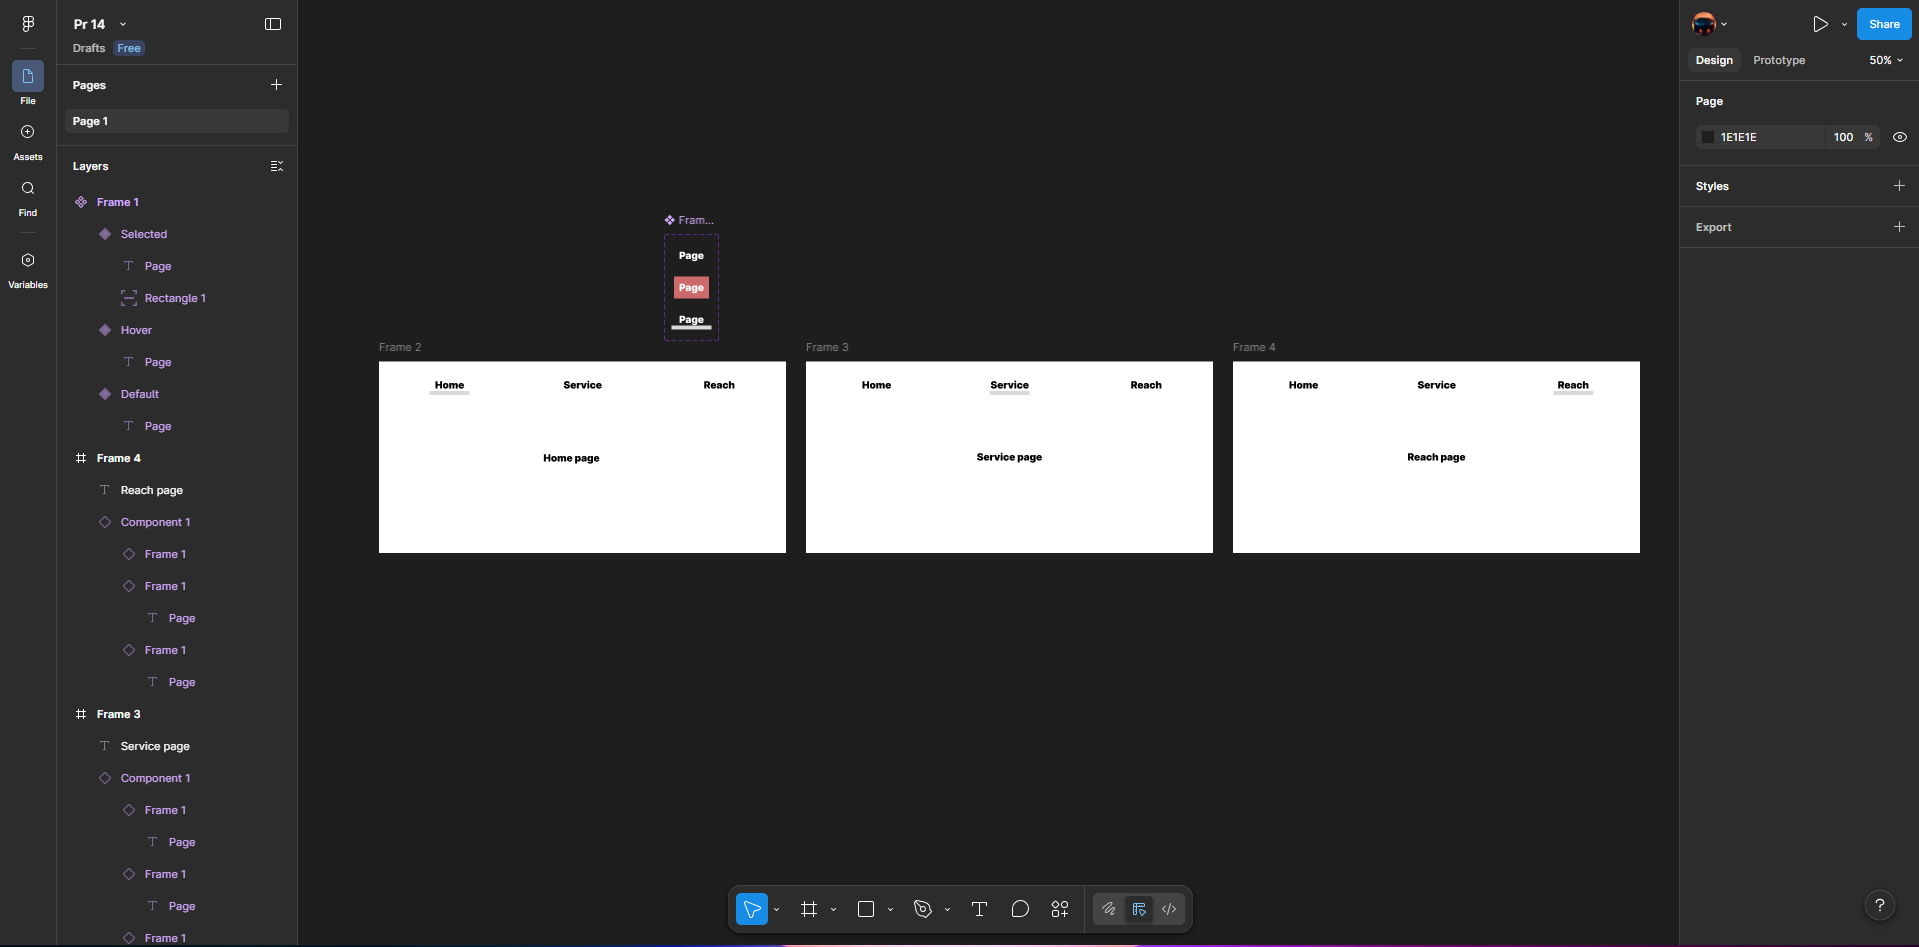 Pr 14
Drafts Free
File
Assets
Find
Variables
Pages
Page 1
Layers
Frame 1
Selected
Page
Rectangle 1
Hover
Page
Default
Page
Frame 4
Reach page
Component 1
Frame 1
Frame 1
Page
Frame 1
Page
Frame 3
Service page
Component 1
Frame 1
Page
Frame 1
Page
Frame 1
Fram...
Page
Page
Page
Frame 2
Home Service Reach
Home page
Frame 3
Home Service Reach
Service page
Frame 4
Home Service Reach
Reach page
Share
Design Prototype 50%
Page
1E1E1E 100 %
Styles
Export
?